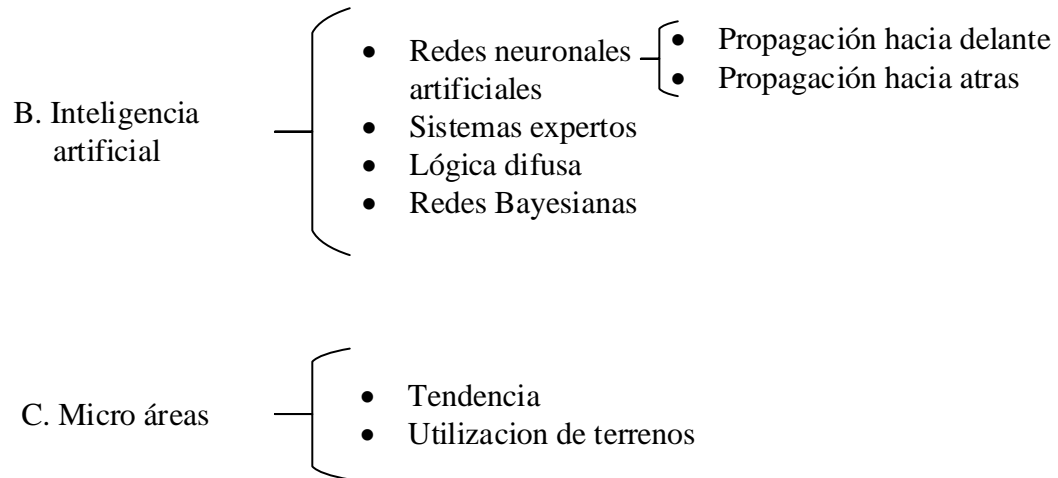 B. Inteligencia
artificial
• Redes neuronales
artificiales
• Propagación hacia delante
• Propagación hacia atras
• Sistemas expertos
• Lógica difusa
• Redes Bayesianas
C. Micro áreas
• Tendencia
• Utilizacion de terrenos